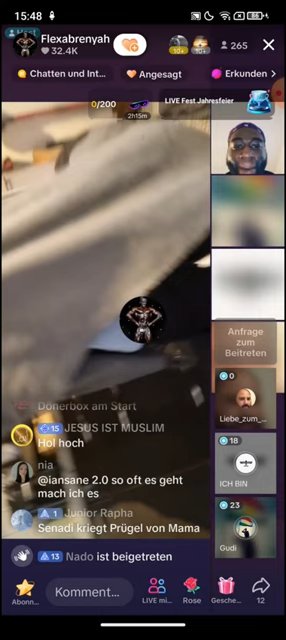 15:48
86
Flexabrenyah
32.4K
10+
10+
265
Chatten und Int...
Angesagt
Erkunden
0/200
2h15m
LIVE Fest Jahresfeier
Anfrage
zum
Beitreten
0
Liebe_zum_...
18
ICH BIN
23
Gudi
Dönerbox am Start
15 JESUS IST MUSLIM
Hol hoch
nia
@iansane 2.0 so oft es geht
mach ich es
1 Junior Rapha
Senadi kriegt Prügel von Mama
13 Nado ist beigetreten
Abonn...
Komment...
LIVE mi...
Rose
Gesche...
12